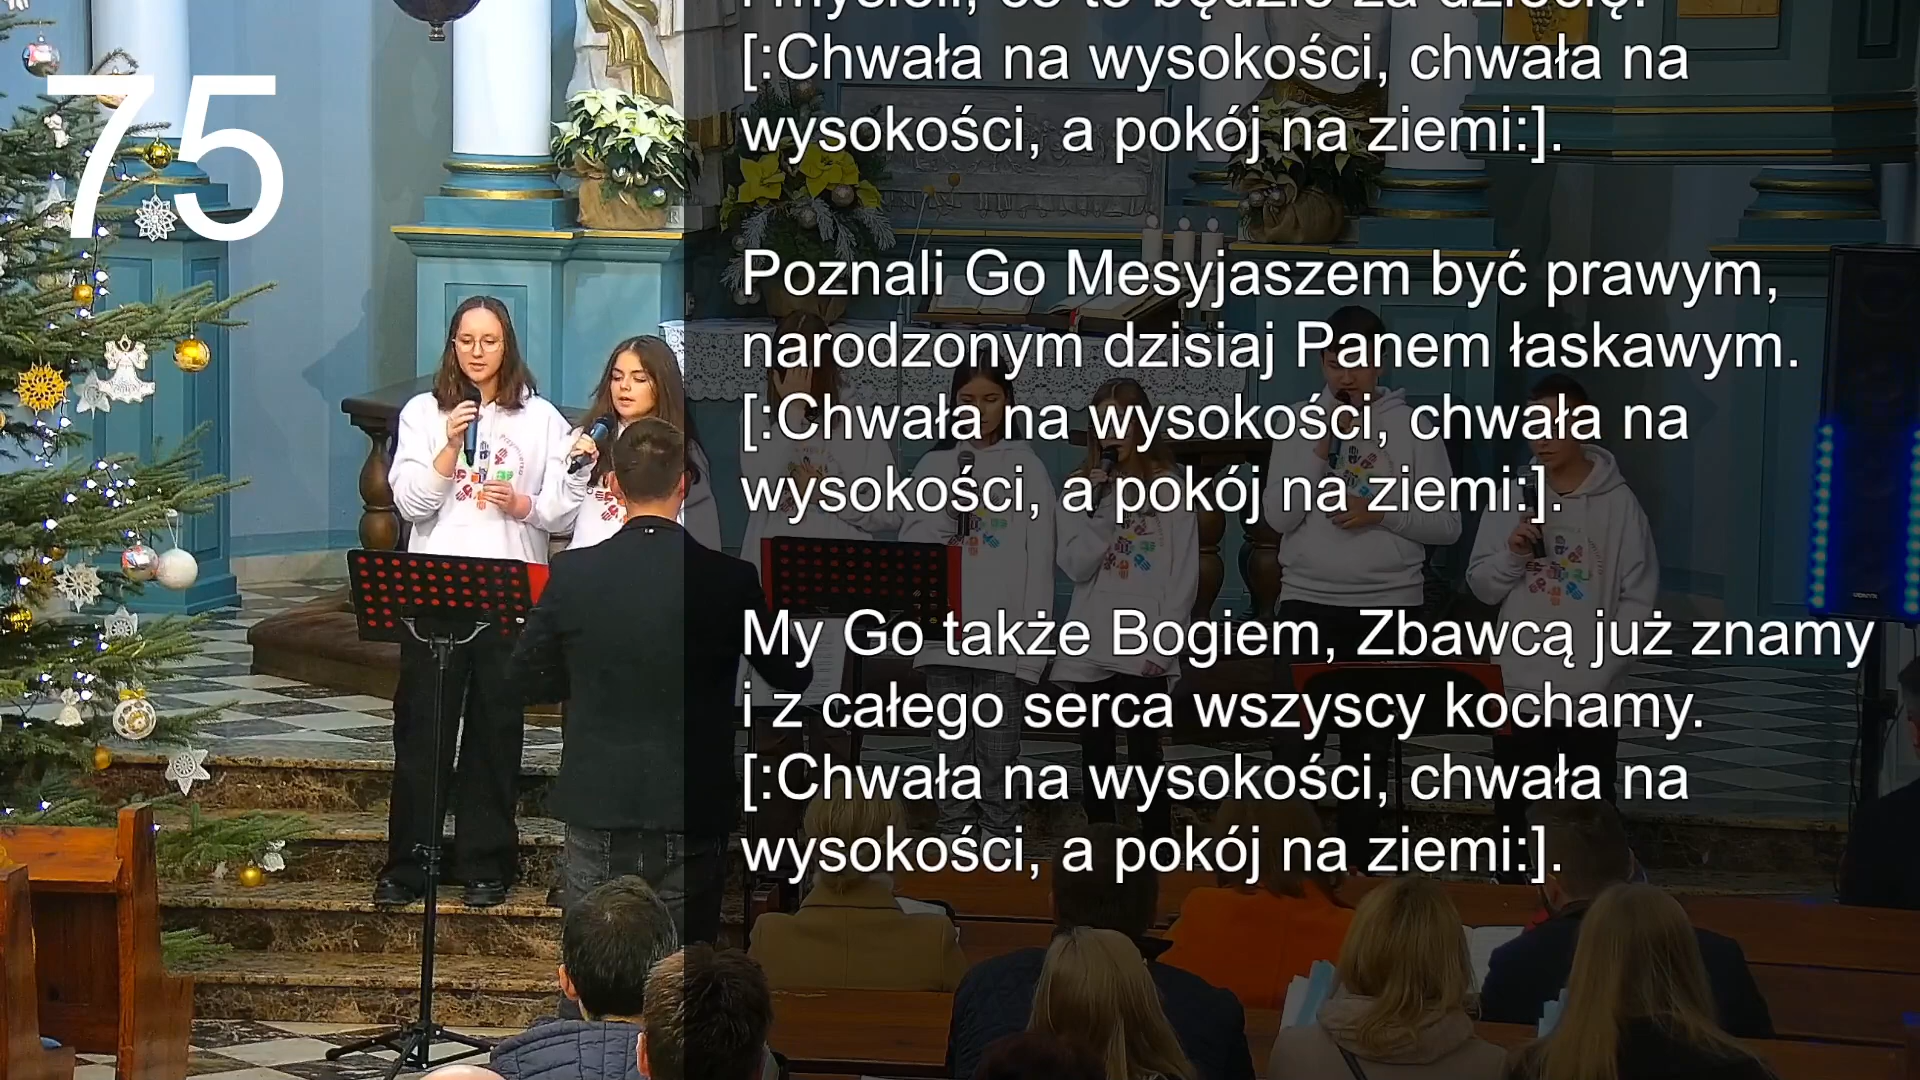 75
[:Chwała na wysokości, chwała na
wysokości, a pokój na ziemi:].
Poznali Go Mesyjaszem być prawym,
narodzonym dzisiaj Panem łaskawym.
[:Chwała na wysokości, chwała na
wysokości, a pokój na ziemi:].
My Go także Bogiem, Zbawcą już znamy
i z całego serca wszyscy kochamy.
[:Chwała na wysokości, chwała na
wysokości, a pokój na ziemi:].